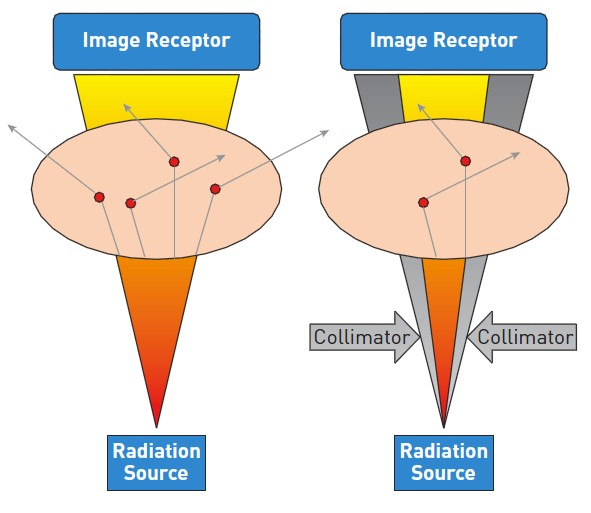 Image Receptor
Image Receptor
Collimator
Collimator
Radiation
Source
Radiation
Source